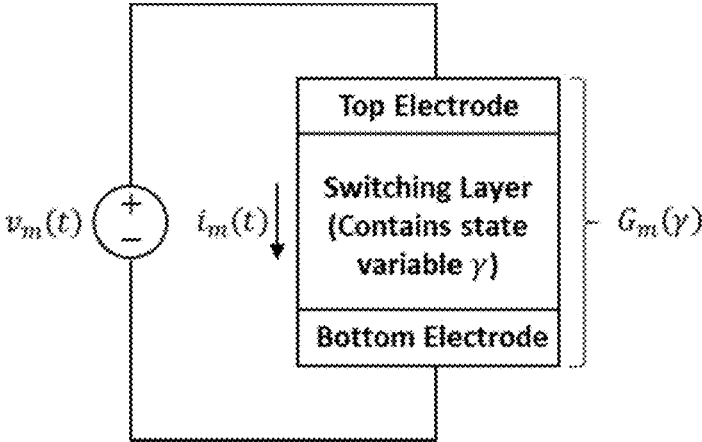 Top Electrode
Switching Layer
(Contains state
variable γ)
Bottom Electrode
v_m(t)
+
−
i_m(t)
G_m(γ)